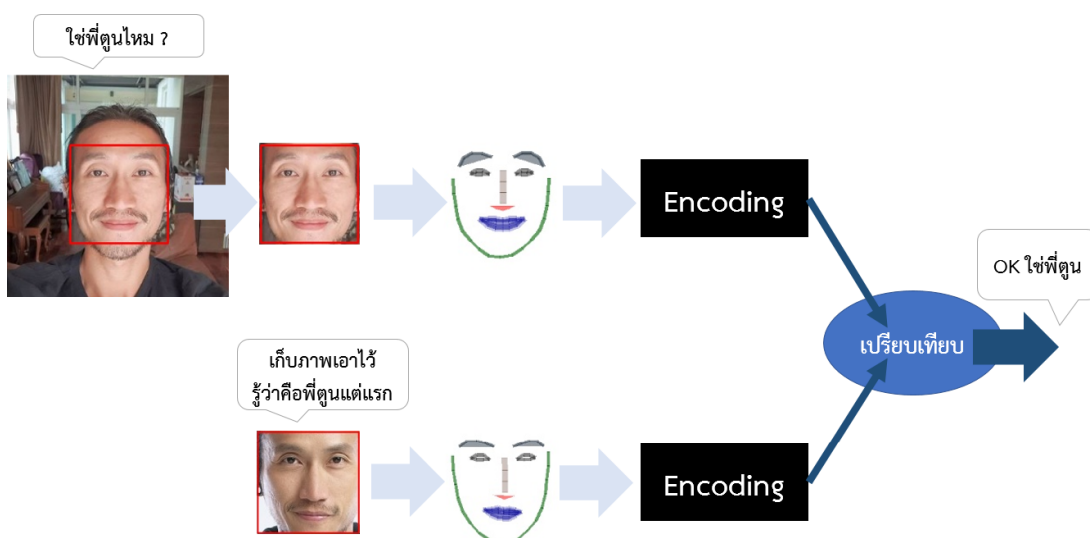 ใช่พี่ตูนไหม ?
Encoding
OK ใช่พี่ตูน
เปรียบเทียบ
เก็บภาพเอาไว้
รู้ว่าคือพี่ตูนแต่แรก
Encoding